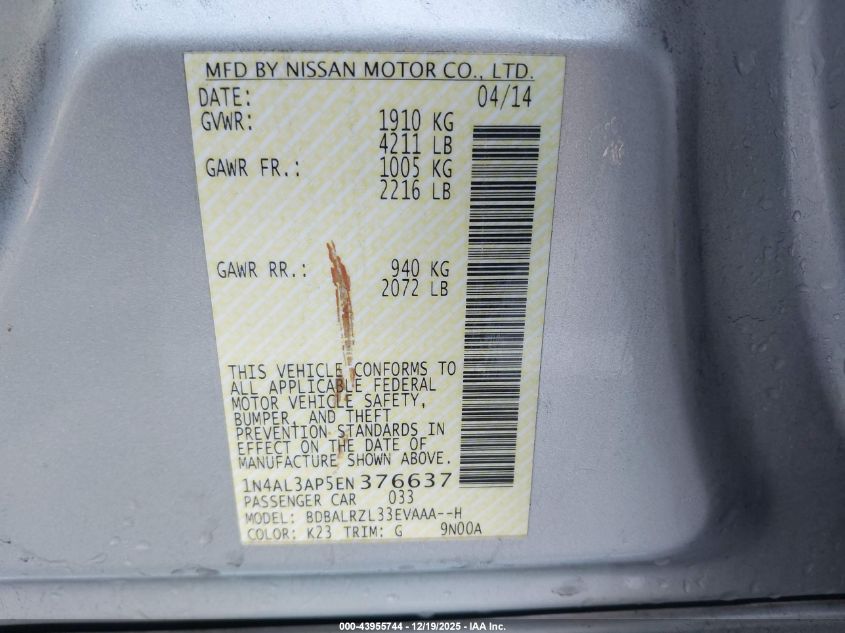 MFD BY NISSAN MOTOR CO., LTD.
DATE: 04/14
GVWR: 1910 KG
4211 LB
GAWR FR.: 1005 KG
2216 LB
GAWR RR.: 940 KG
2072 LB
THIS VEHICLE CONFORMS TO
ALL APPLICABLE FEDERAL
MOTOR VEHICLE SAFETY,
BUMPER, AND THEFT
PREVENTION STANDARDS IN
EFFECT ON THE DATE OF
MANUFACTURE SHOWN ABOVE.
1N4AL3AP5EN376637
PASSENGER CAR 033
MODEL: BDBALRZL33EVAAA--H
COLOR: K23 TRIM: G 9N00A
000-43955744 - 12/19/2025 - IAA Inc.